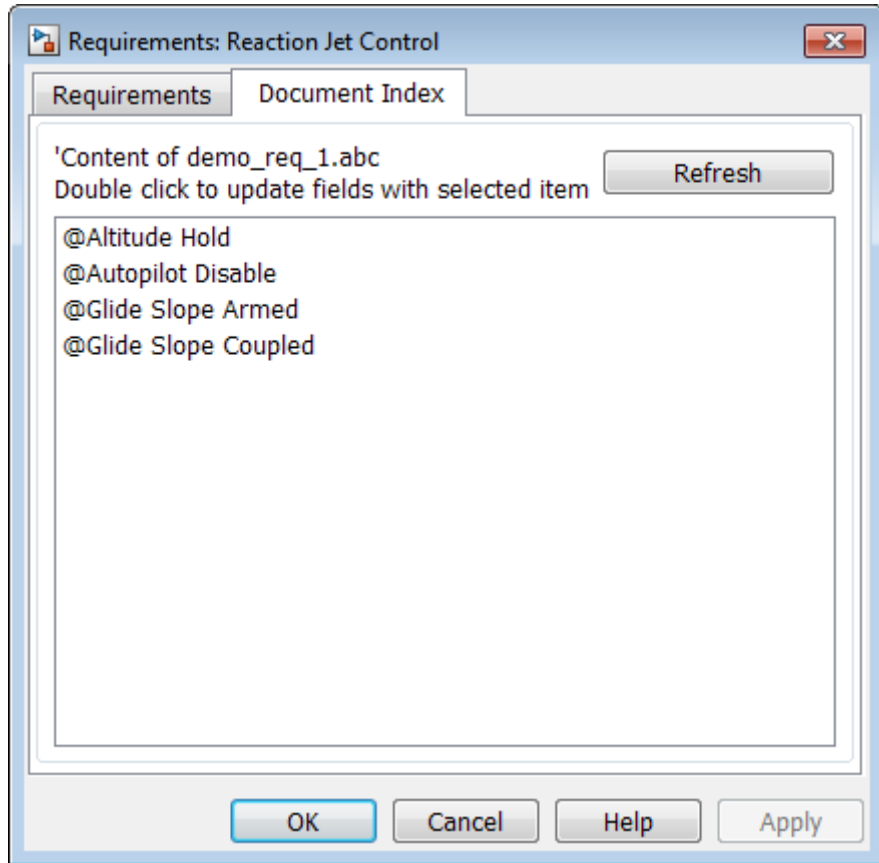 Requirements: Reaction Jet Control
Requirements
Document Index
'Content of demo_req_1.abc
Double click to update fields with selected item
Refresh
@Altitude Hold
@Autopilot Disable
@Glide Slope Armed
@Glide Slope Coupled
OK
Cancel
Help
Apply